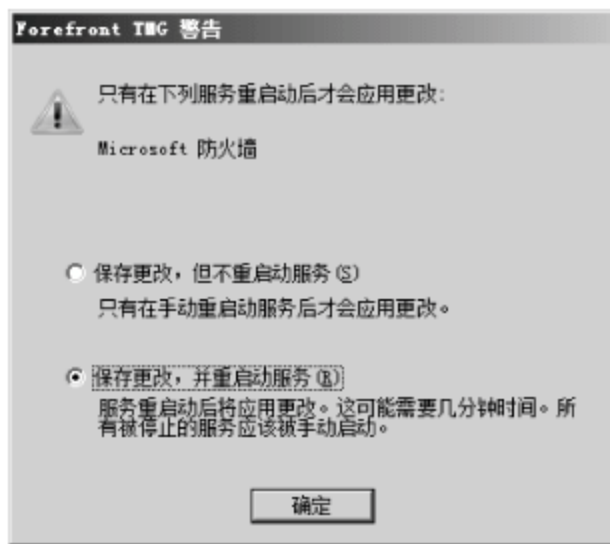 Forefront TMG 警告
只有在下列服务重启动后才会应用更改:
Microsoft 防火墙
保存更改，但不重启动服务(S)
只有在手动重启动服务后才会应用更改。
保存更改，并重启动服务(R)
服务重启动后将应用更改。这可能需要几分钟时间。所
有被停止的服务应该被手动启动。
确定